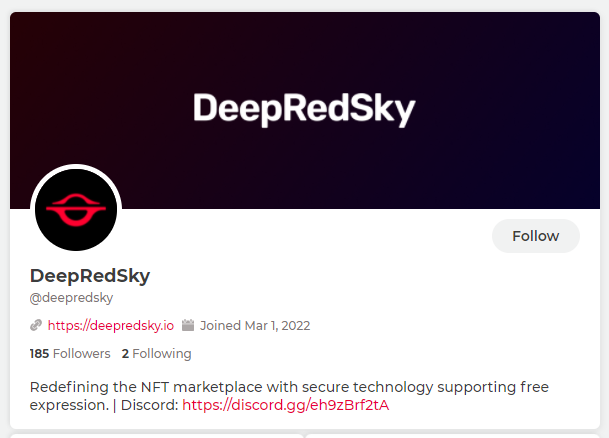 DeepRedSky
Follow
DeepRedSky
@deepredsky
https://deepredsky.io Joined Mar 1, 2022
185 Followers 2 Following
Redefining the NFT marketplace with secure technology supporting free
expression. | Discord: https://discord.gg/eh9zBrf2tA